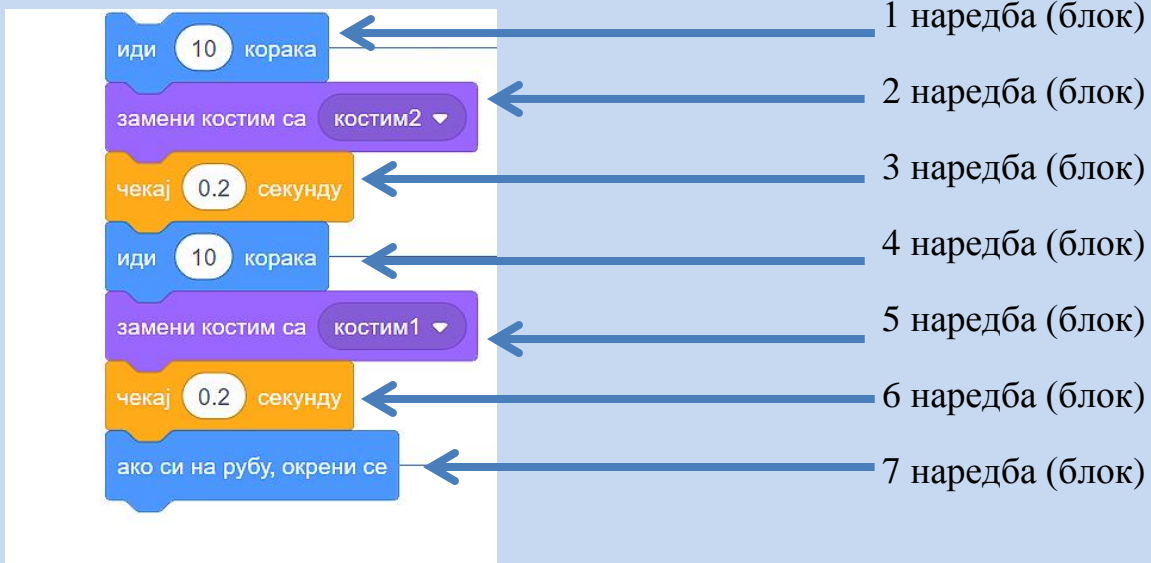 иди 10 корака
1 наредба (блок)
замени костим са костим2
2 наредба (блок)
чекај 0.2 секунду
3 наредба (блок)
иди 10 корака
4 наредба (блок)
замени костим са костим1
5 наредба (блок)
чекај 0.2 секунду
6 наредба (блок)
ако си на рубу, окрени се
7 наредба (блок)